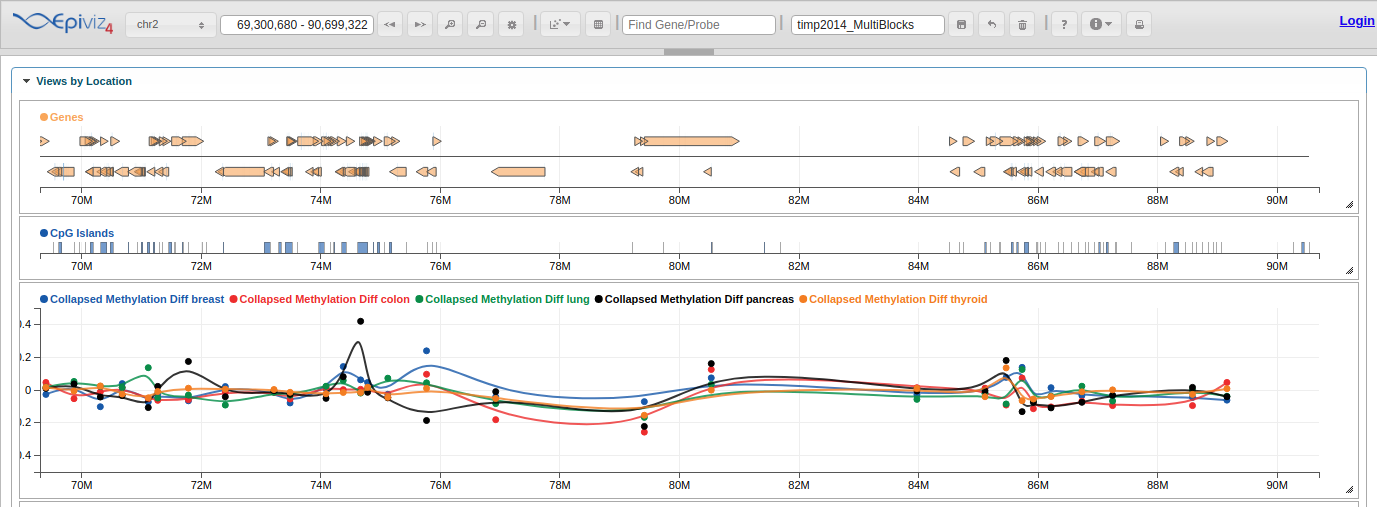 Epiviz4 chr2 69,300,680 - 90,699,322 Find Gene/Probe timp2014_MultiBlocks ? Login
Views by Location
Genes
70M 72M 74M 76M 78M 80M 82M 84M 86M 88M 90M
CpG Islands
70M 72M 74M 76M 78M 80M 82M 84M 86M 88M 90M
Collapsed Methylation Diff breast Collapsed Methylation Diff colon Collapsed Methylation Diff lung Collapsed Methylation Diff pancreas Collapsed Methylation Diff thyroid
0.4
0.2
0
0.2
0.4
70M 72M 74M 76M 78M 80M 82M 84M 86M 88M 90M